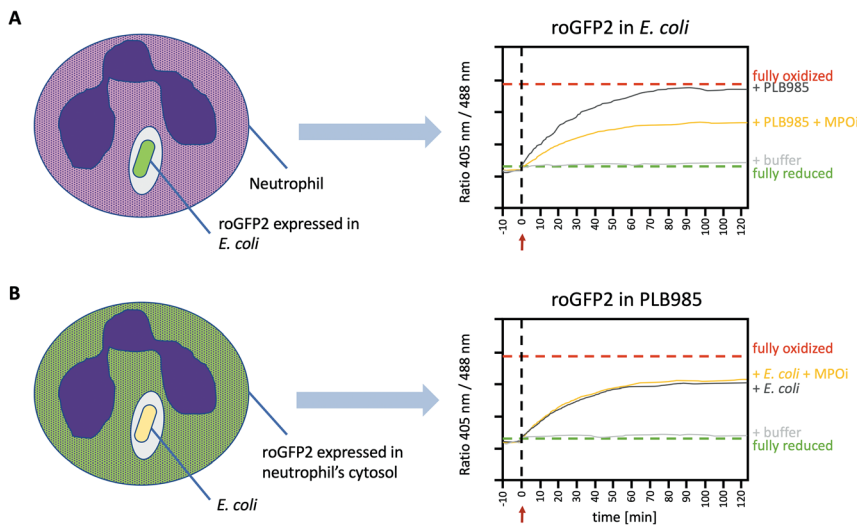 A
roGFP2 in E. coli
Neutrophil
roGFP2 expressed in
E. coli
Ratio 405 nm / 488 nm
fully oxidized
+ PLB985
+ PLB985 + MPOi
+ buffer
fully reduced
-10 0 10 20 30 40 50 60 70 80 90 100 100 120
B
roGFP2 in PLB985
roGFP2 expressed in
neutrophil's cytosol
E. coli
Ratio 405 nm / 488 nm
fully oxidized
+ E. coli + MPOi
+ E. coli
+ buffer
fully reduced
-10 0 10 20 30 40 50 60 70 80 90 100 100 120
time [min]